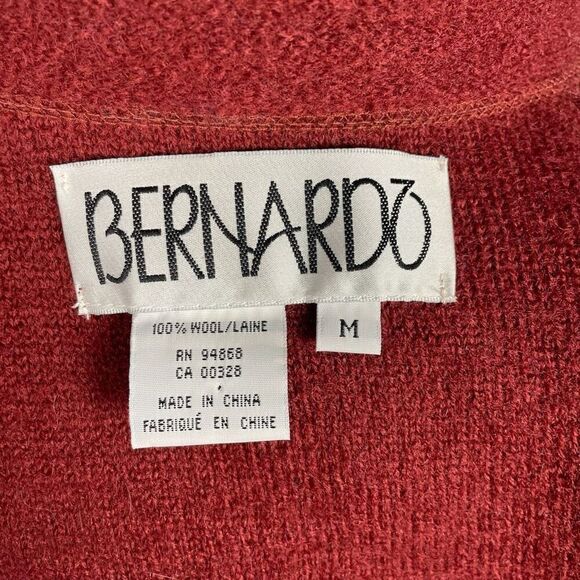 BERNARDO
100% WOOL/LAINE
M
RN 94868
CA 00328
MADE IN CHINA
FABRIQUÉ EN CHINE